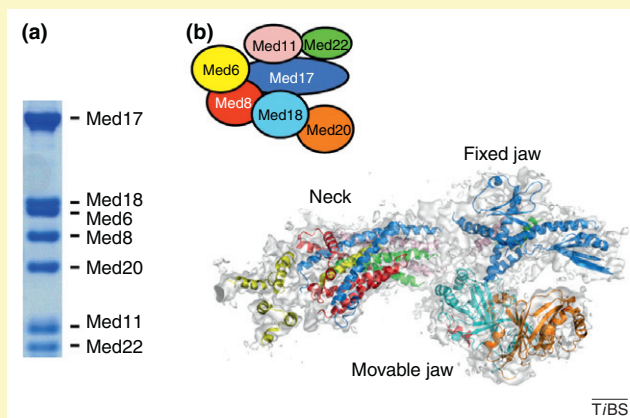 (a)
Med17
Med18
Med6
Med8
Med20
Med11
Med22
(b)
Med11
Med22
Med6
Med17
Med8
Med18
Med20
Fixed jaw
Neck
Movable jaw
TiBS